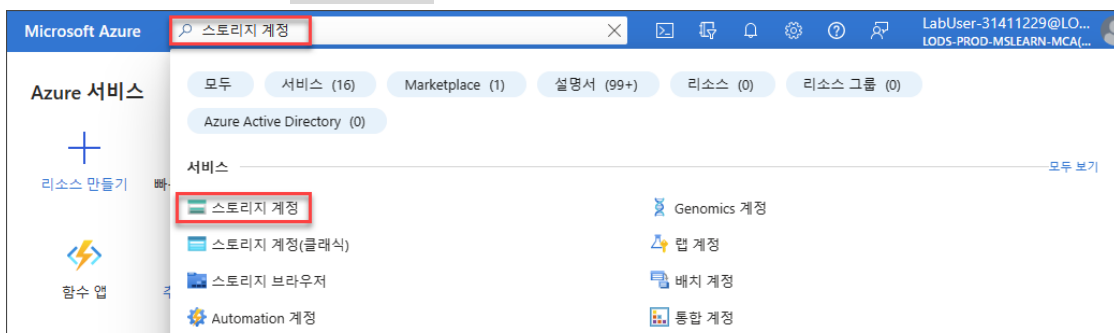 Microsoft Azure
스토리지 계정
LabUser-31411229@LO...
LODS-PROD-MSLEARN-MCA(...
Azure 서비스
모두
서비스 (16)
Marketplace (1)
설명서 (99+)
리소스 (0)
리소스 그룹 (0)
Azure Active Directory (0)
서비스
모두 보기
리소스 만들기
스토리지 계정
Genomics 계정
스토리지 계정(클래식)
랩 계정
스토리지 브라우저
배치 계정
함수 앱
Automation 계정
통합 계정